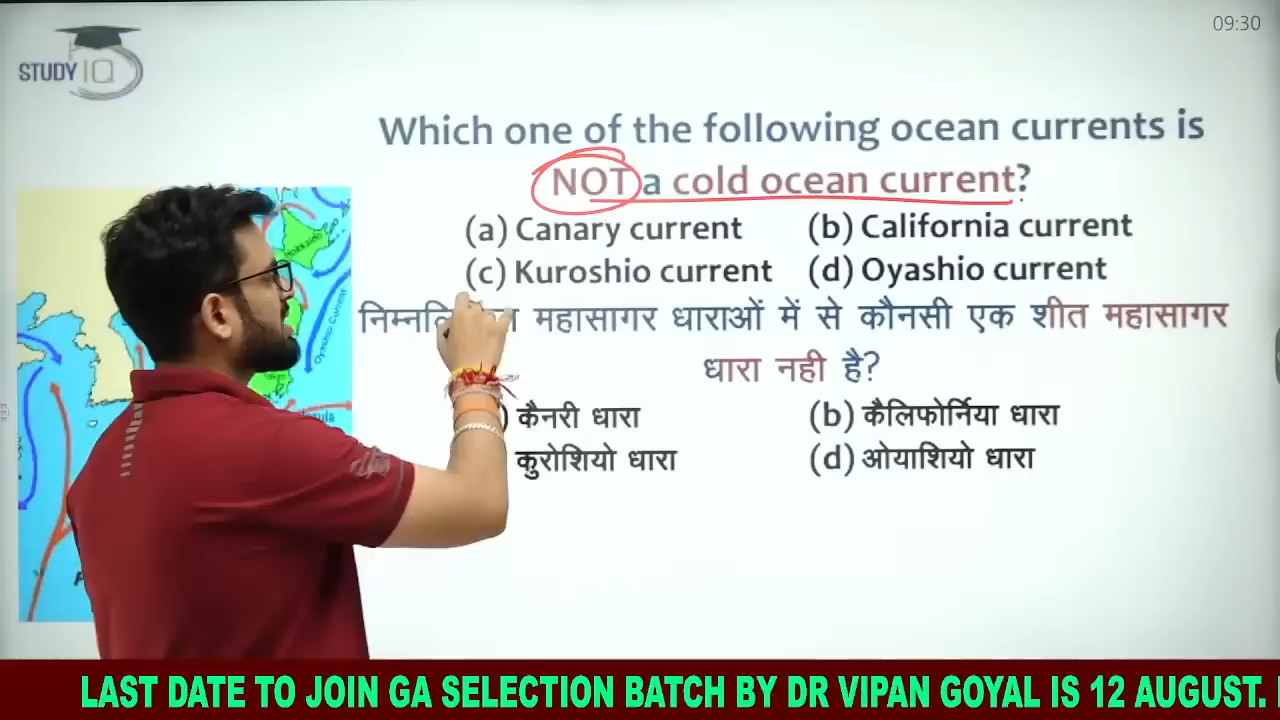 09:30
STUDY IQ
Which one of the following ocean currents is
NOT a cold ocean current?
(a) Canary current (b) California current
(c) Kuroshio current (d) Oyashio current
महासागर धाराओं में से कौनसी एक शीत महासागर
धारा नही है?
कैनरी धारा (b) कैलिफोर्निया धारा
कुरोशियो धारा (d) ओयाशियो धारा
Oyashio Current
LAST DATE TO JOIN GA SELECTION BATCH BY DR VIPAN GOYAL IS 12 AUGUST.